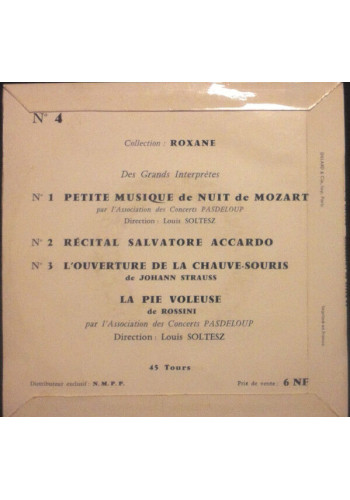 N° 4
Collection : ROXANE
Des Grands Interprètes
N° 1 PETITE MUSIQUE de NUIT de MOZART
par l'Association des Concerts PASDELOUP
Direction : Louis SOLTESZ
N° 2 RÉCITAL SALVATORE ACCARDO
N° 3 L'OUVERTURE DE LA CHAUVE-SOURIS
de JOHANN STRAUSS
LA PIE VOLEUSE
de ROSSINI
par l'Association des Concerts PASDELOUP
Direction : Louis SOLTESZ
45 Tours
Distributeur exclusif : N. M. P. P.
Prix de vente : 6 NF